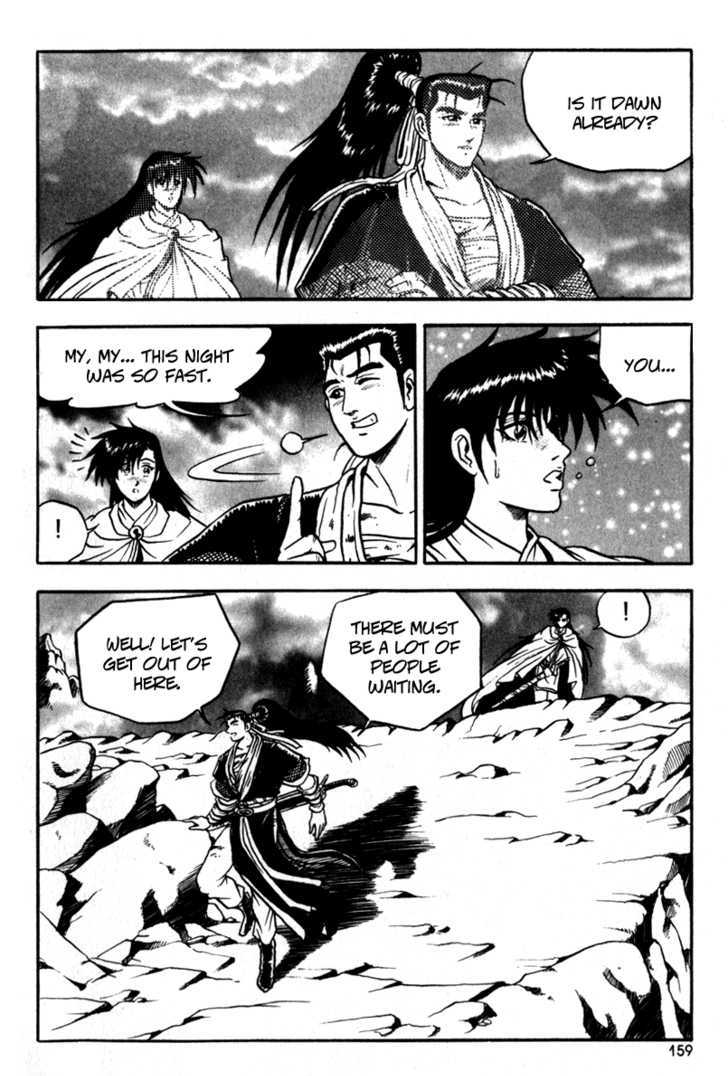 IS IT DAWN
ALREADY?
MY, MY... THIS NIGHT
WAS SO FAST.
!
YOU...
WELL! LET'S
GET OUT OF
HERE.
THERE MUST
BE A LOT OF
PEOPLE
WAITING.
!
159